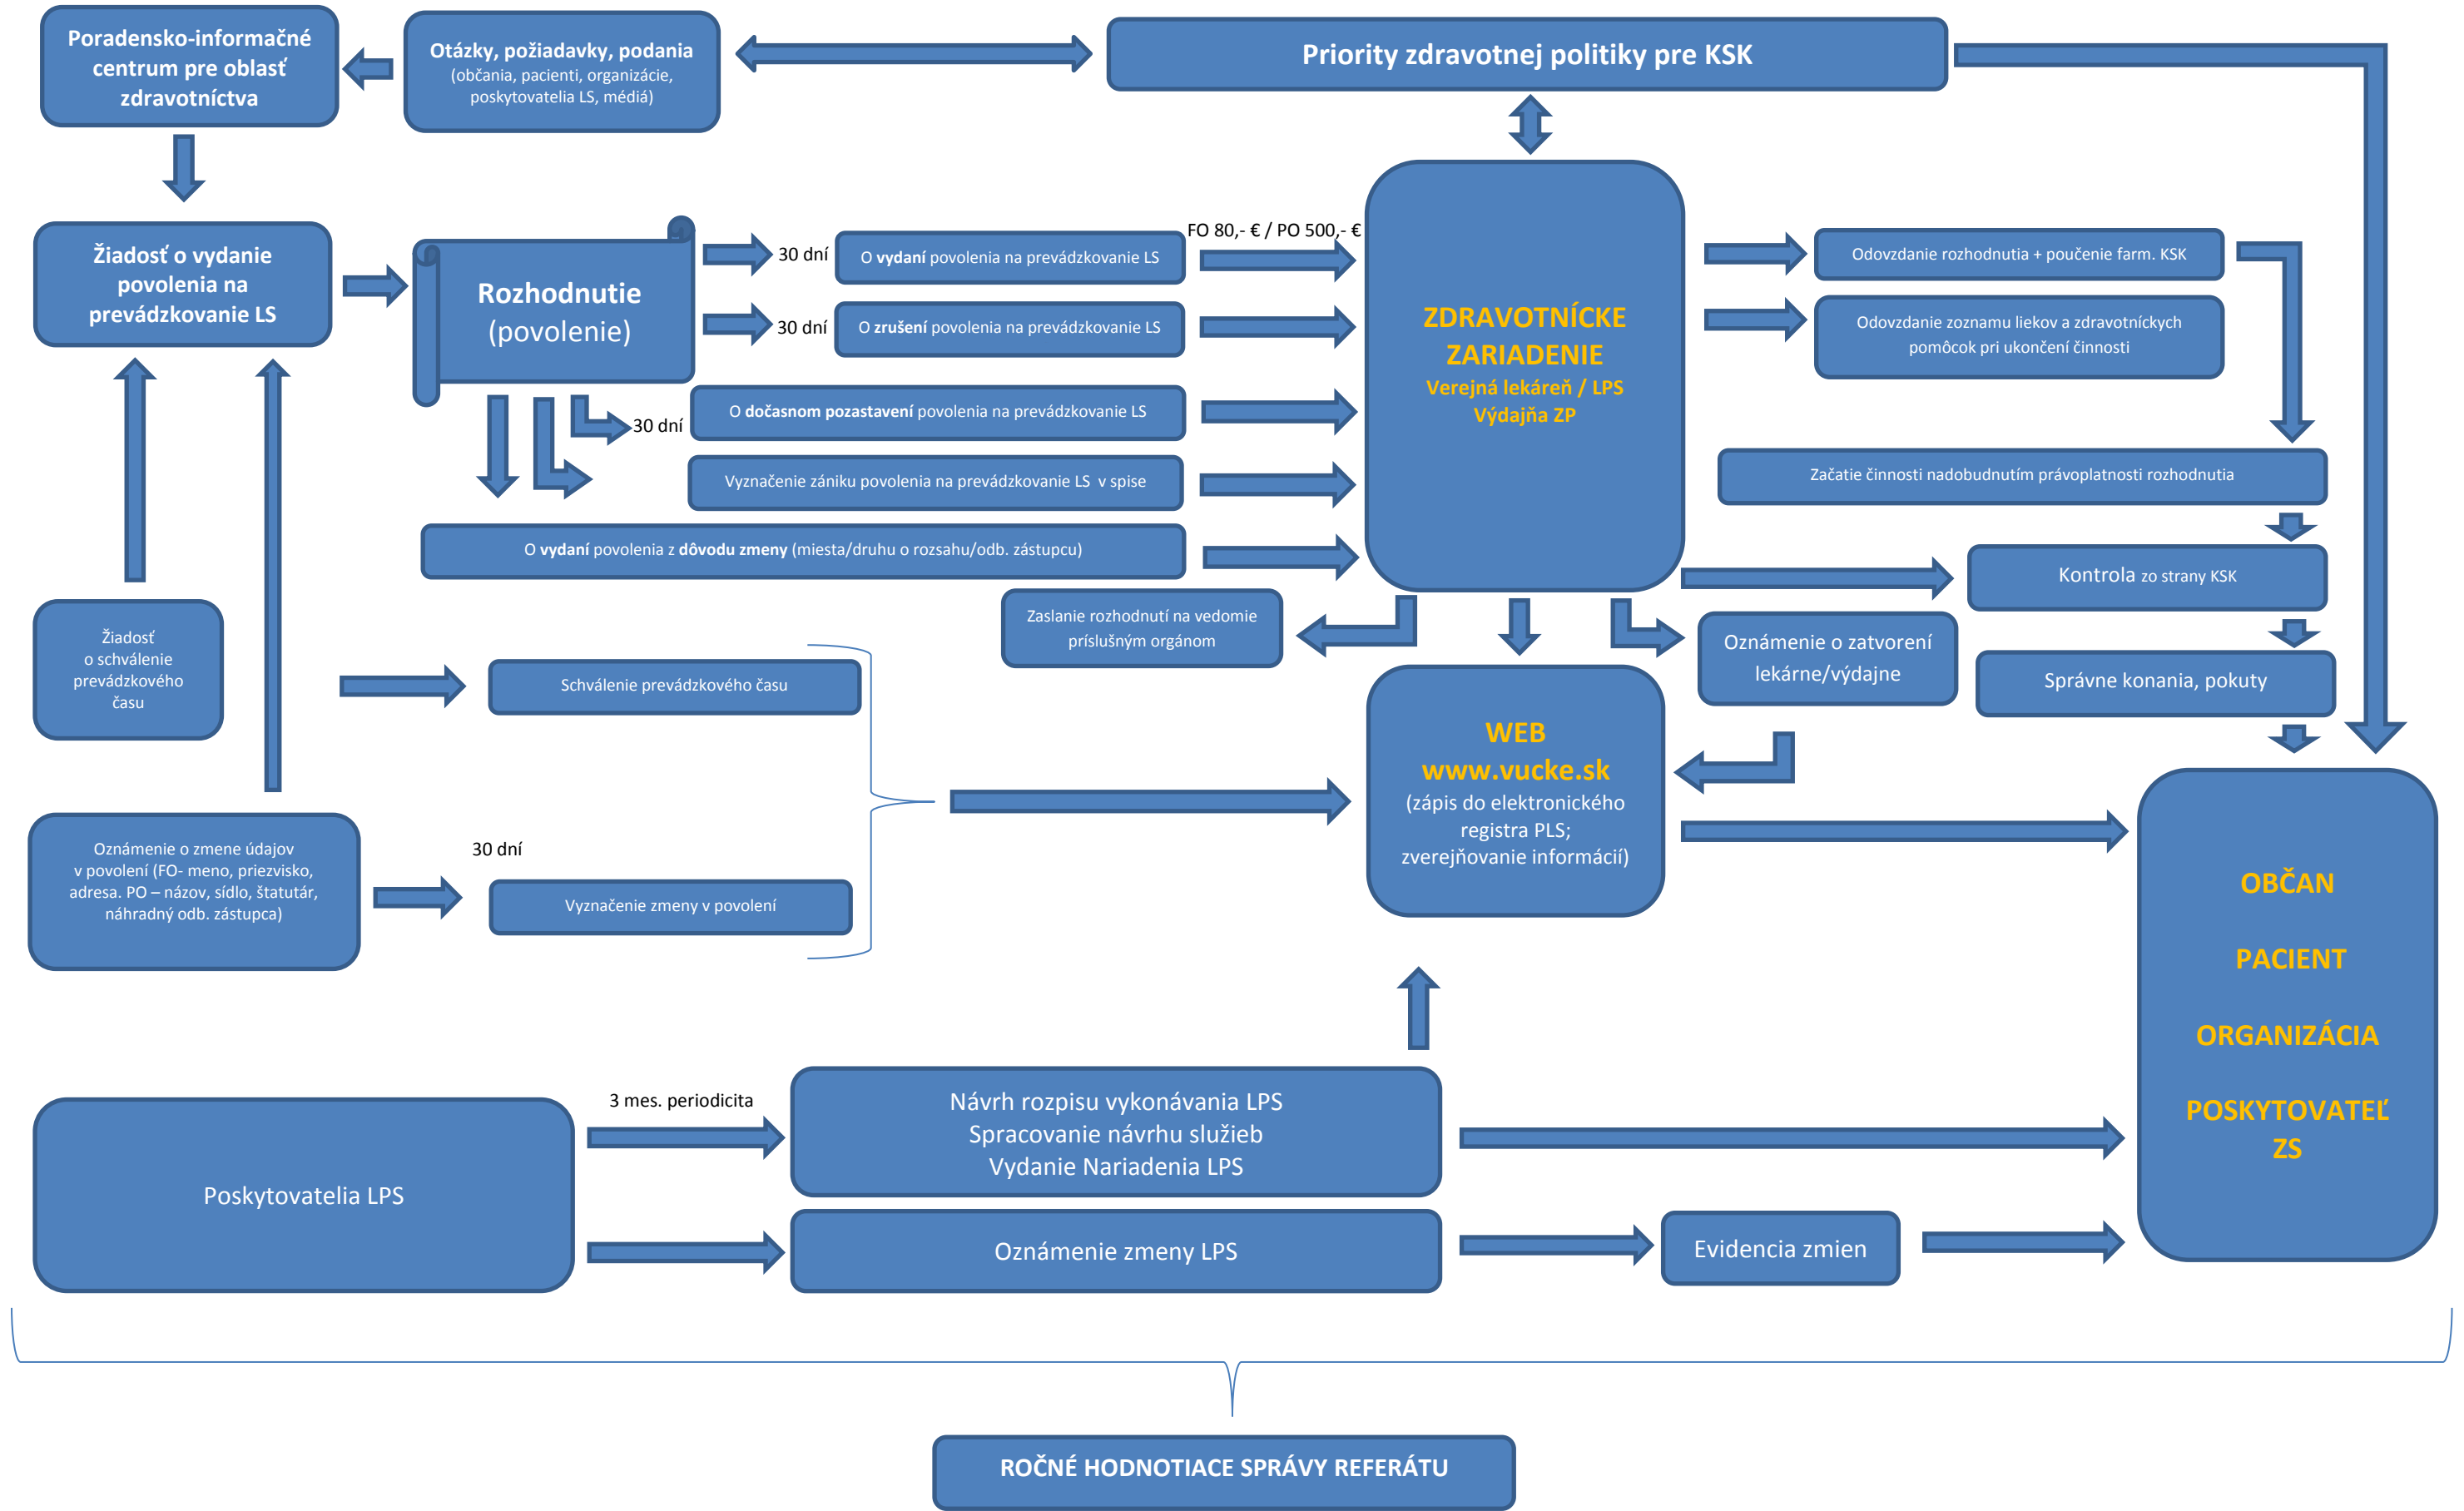 Poradensko-informačné
centrum pre oblasť
zdravotníctva
Otázky, požiadavky, podania
(občania, pacienti, organizácie,
poskytovatelia LS, médiá)
Priority zdravotnej politiky pre KSK
Žiadosť o vydanie
povolenia na
prevádzkovanie LS
Rozhodnutie
(povolenie)
30 dní
O vydaní povolenia na prevádzkovanie LS
FO 80,- € / PO 500,- €
30 dní
O zrušení povolenia na prevádzkovanie LS
30 dní
O dočasnom pozastavení povolenia na prevádzkovanie LS
Vyznačenie zániku povolenia na prevádzkovanie LS v spise
O vydaní povolenia z dôvodu zmeny (miesta/druhu o rozsahu/odb. zástupcu)
ZDRAVOTNÍCKE
ZARIADENIE
Verejná lekáreň / LPS
Výdajňa ZP
Odovzdanie rozhodnutia + poučenie farm. KSK
Odovzdanie zoznamu liekov a zdravotníckych
pomôcok pri ukončení činnosti
Začatie činnosti nadobudnutím právoplatnosti rozhodnutia
Kontrola zo strany KSK
Správne konania, pokuty
Zaslanie rozhodnutí na vedomie
príslušným orgánom
Oznámenie o zatvorení
lekárne/výdajne
Žiadosť
o schválenie
prevádzkového
času
Schválenie prevádzkového času
WEB
www.vucke.sk
(zápis do elektronického
registra PLS;
zverejňovanie informácií)
Oznámenie o zmene údajov
v povolení (FO- meno, priezvisko,
adresa. PO – názov, sídlo, štatutár,
náhradný odb. zástupca)
30 dní
Vyznačenie zmeny v povolení
OBČAN
PACIENT
ORGANIZÁCIA
POSKYTOVATEĽ
ZS
Poskytovatelia LPS
3 mes. periodicita
Návrh rozpisu vykonávania LPS
Spracovanie návrhu služieb
Vydanie Nariadenia LPS
Oznámenie zmeny LPS
Evidencia zmien
ROČNÉ HODNOTIACE SPRÁVY REFERÁTU